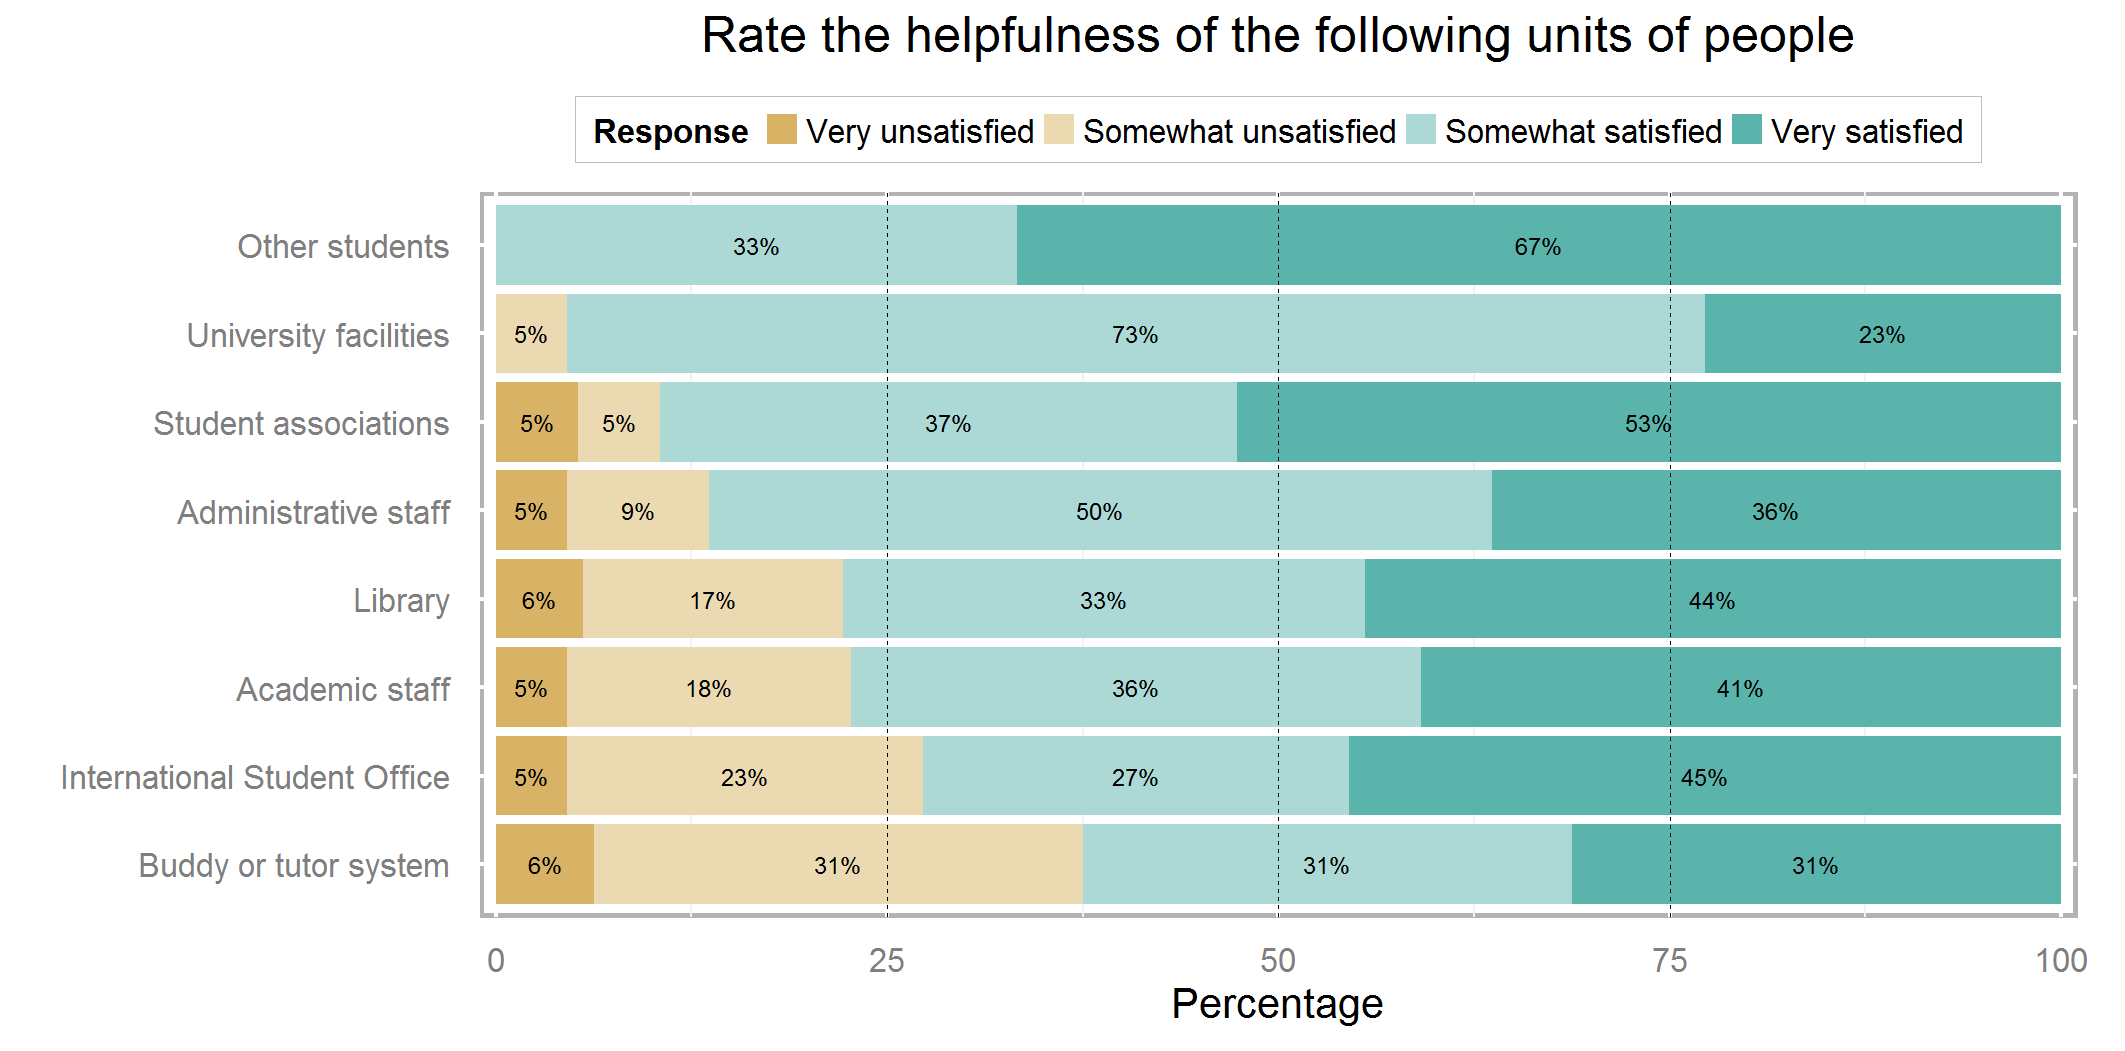 Rate the helpfulness of the following units of people
Response Very unsatisfied Somewhat unsatisfied Somewhat satisfied Very satisfied
Other students 33% 67%
University facilities 5% 73% 23%
Student associations 5% 5% 37% 53%
Administrative staff 5% 9% 50% 36%
Library 6% 17% 33% 44%
Academic staff 5% 18% 36% 41%
International Student Office 5% 23% 27% 45%
Buddy or tutor system 6% 31% 31% 31%
0 25 50 75 100
Percentage